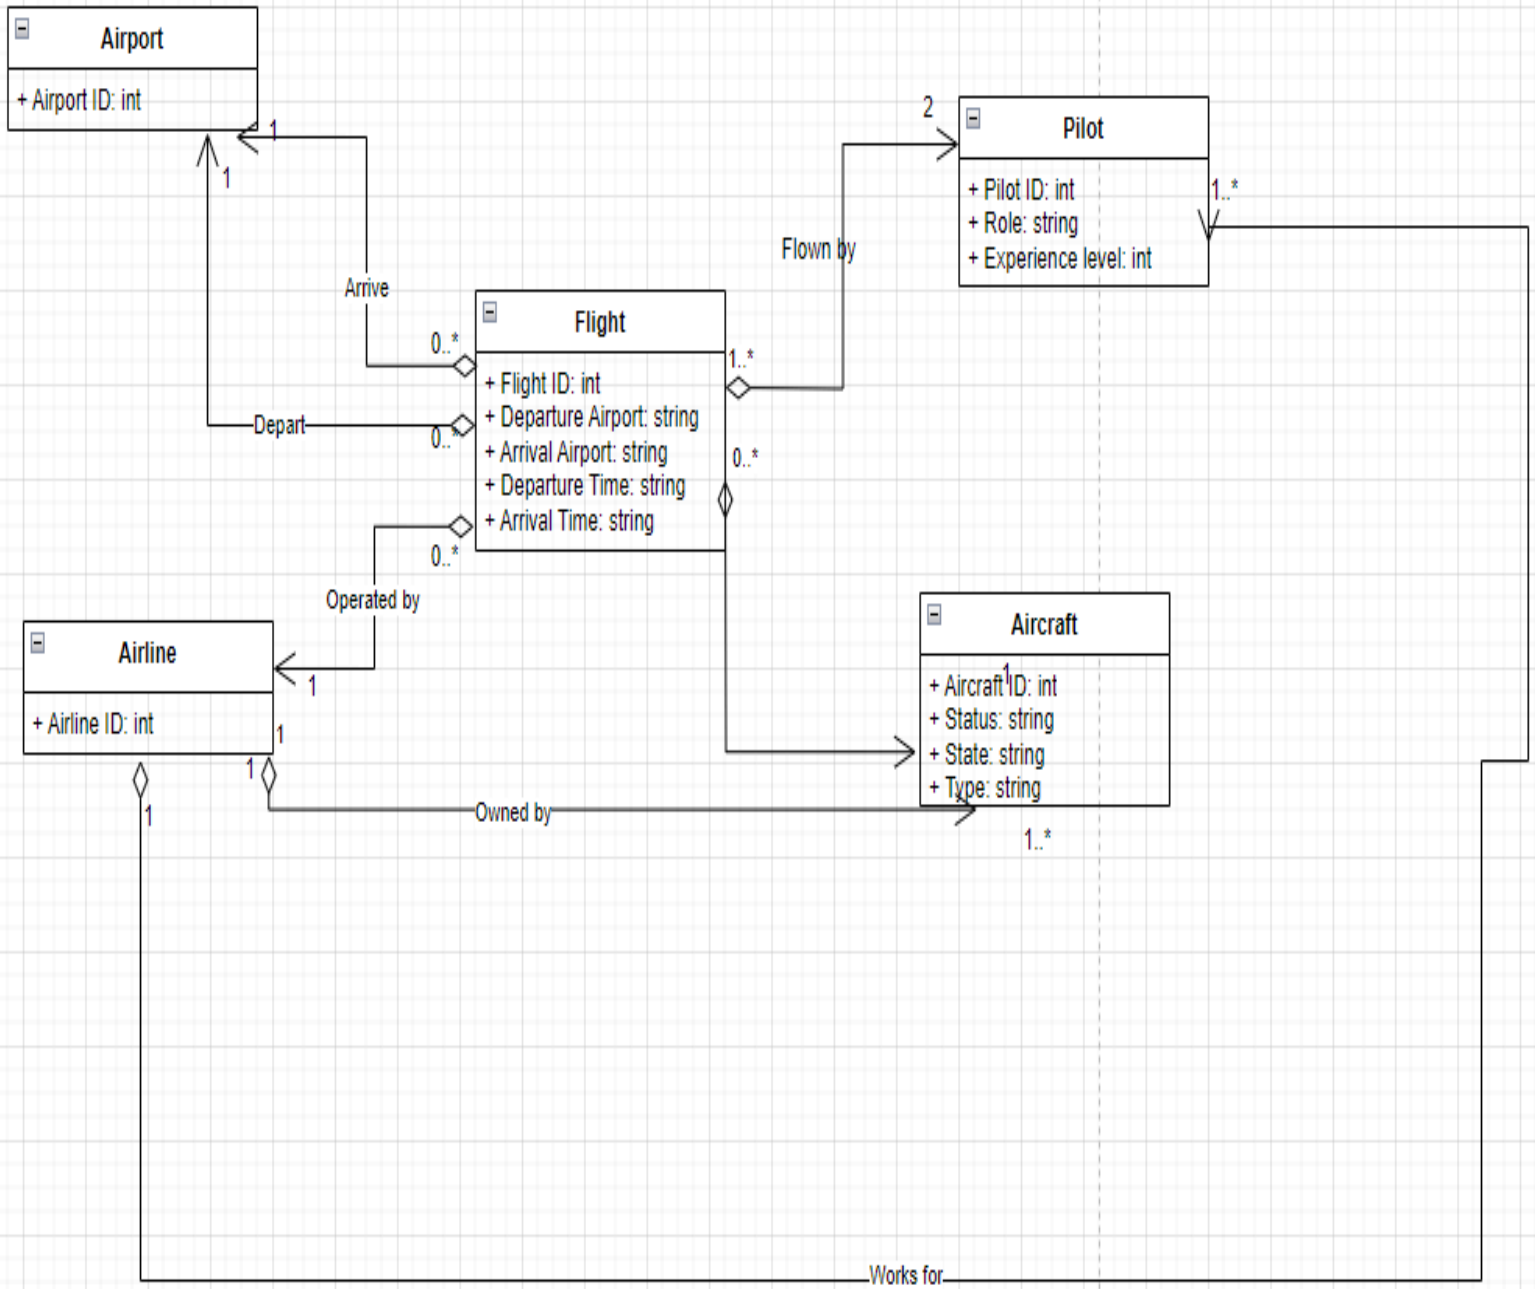 Airport
+ Airport ID: int
1
1
Arrive
Depart
0..*
0..*
Flight
+ Flight ID: int
+ Departure Airport: string
+ Arrival Airport: string
+ Departure Time: string
+ Arrival Time: string
1..*
0..*
0..*
Flown by
2
Pilot
+ Pilot ID: int
+ Role: string
+ Experience level: int
1..*
Operated by
Airline
+ Airline ID: int
1
1
1
1
Owned by
Aircraft
1
+ Aircraft ID: int
+ Status: string
+ State: string
+ Type: string
1..*
Works for